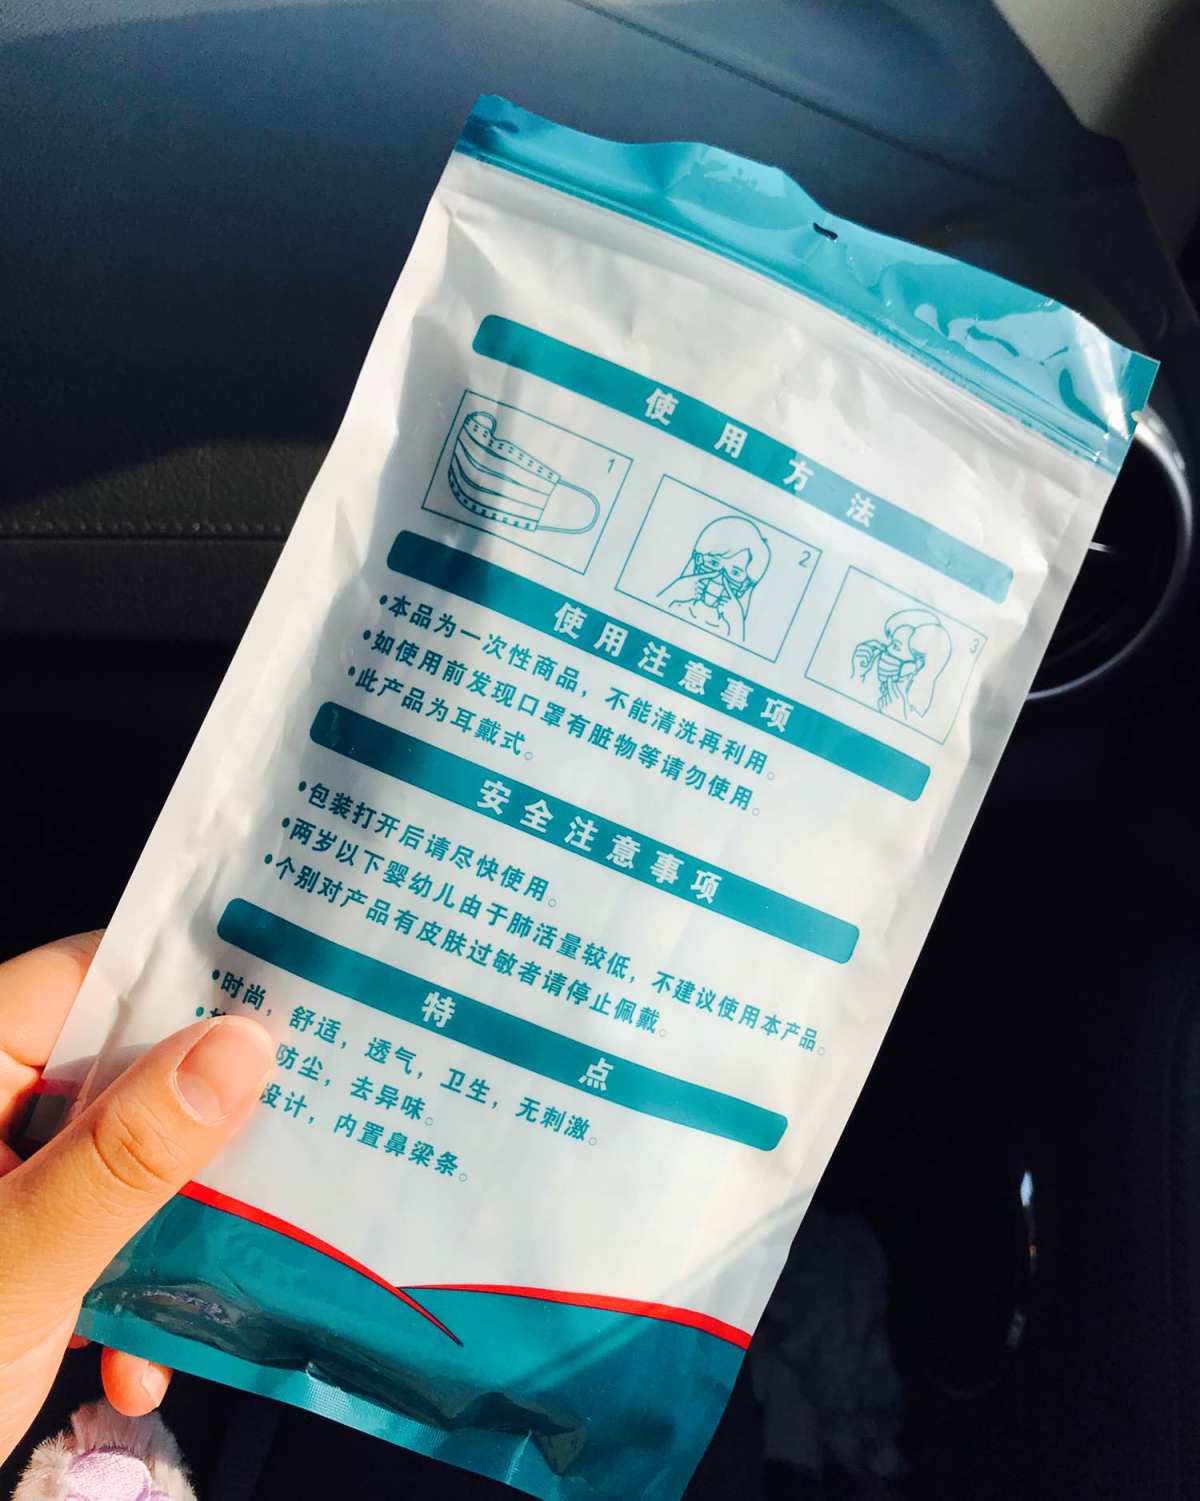 使用方法
1
2
3
使用注意事项
•本品为一次性商品，不能清洗再利用。
•如使用前发现口罩有脏物等请勿使用。
•此产品为耳戴式。
安全注意事项
•包装打开后请尽快使用。
•两岁以下婴幼儿由于肺活量较低，不建议使用本产品。
•个别对产品有皮肤过敏者请停止佩戴。
特点
•时尚，舒适，透气，卫生，无刺激。
防尘，去异味。
设计，内置鼻梁条。